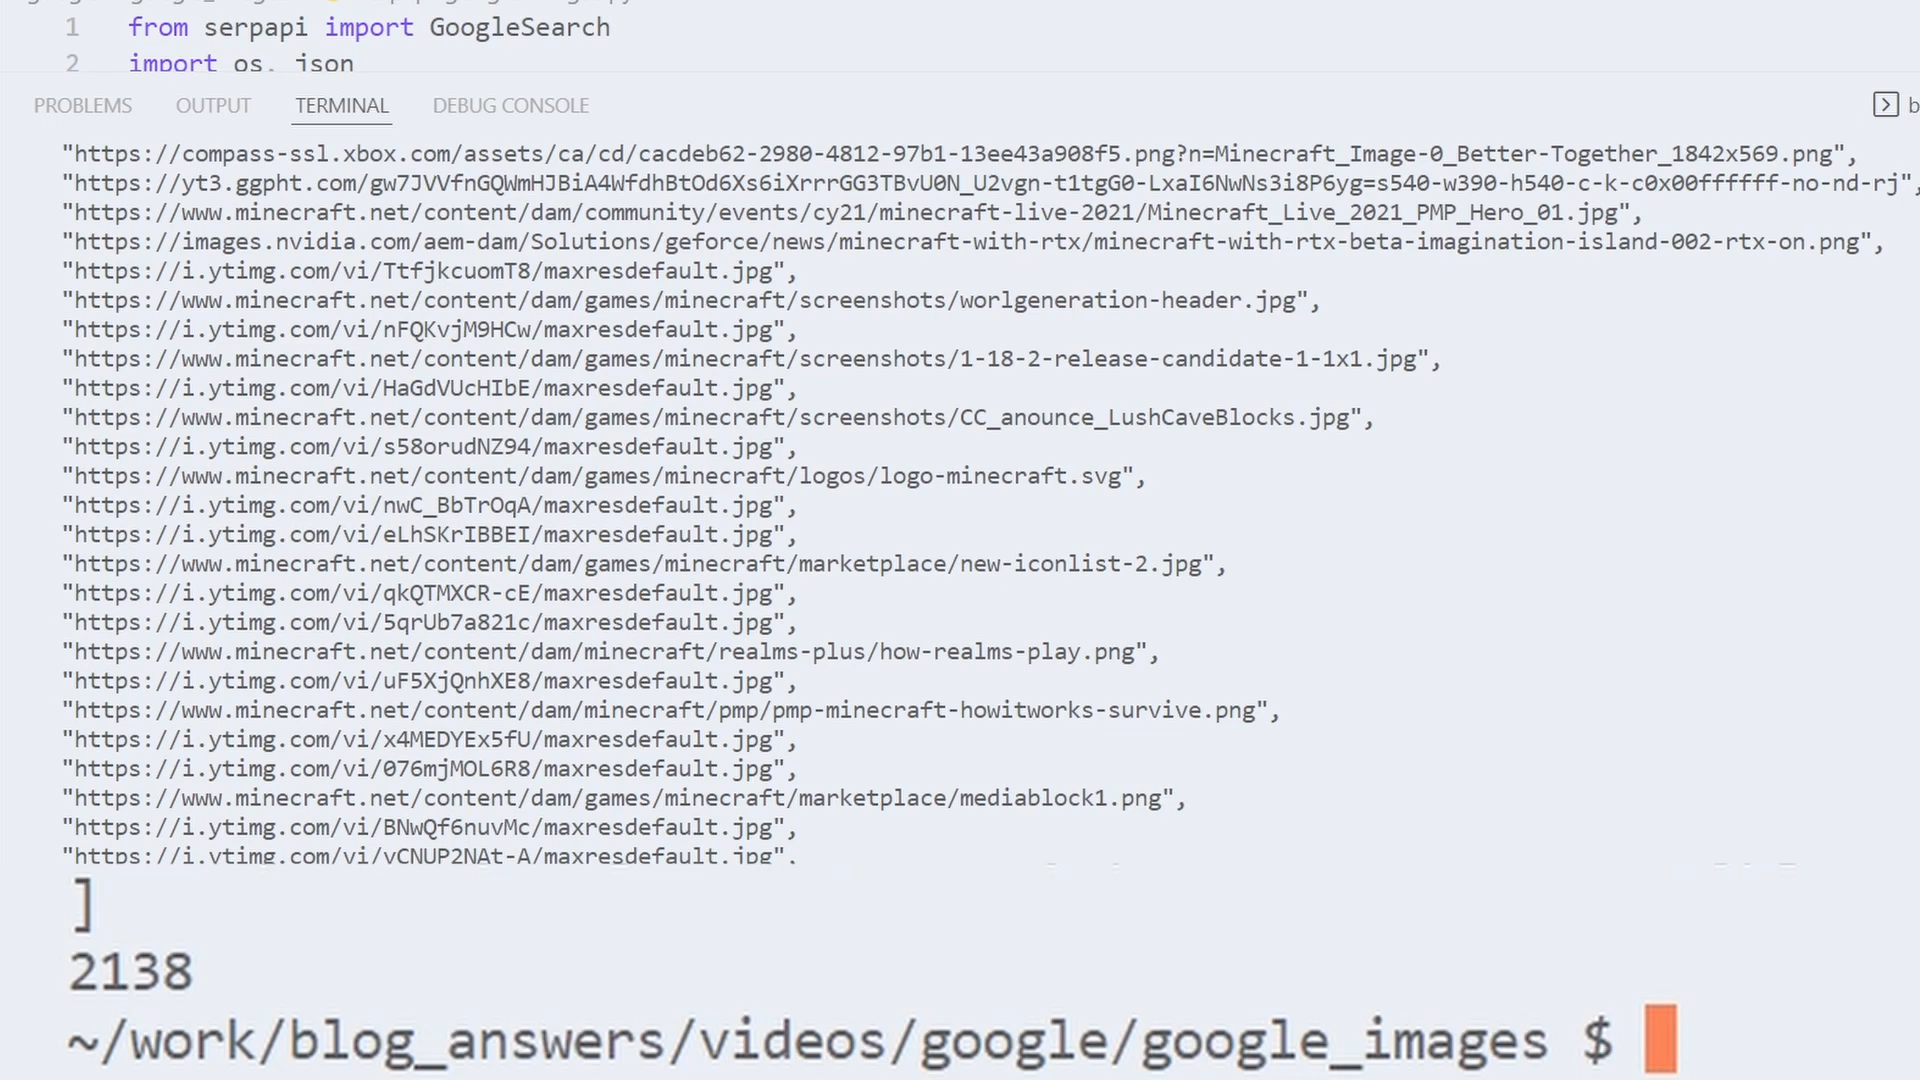 1 from serpapi import GoogleSearch
2 import os, json
PROBLEMS OUTPUT TERMINAL DEBUG CONSOLE b
"https://compass-ssl.xbox.com/assets/ca/cd/cacdeb62-2980-4812-97b1-13ee43a908f5.png?n=Minecraft_Image-0_Better-Together_1842x569.png",
"https://yt3.ggpht.com/gw7JVVfnGQWmHJBiA4WfdhBtOd6Xs6iXrrrGG3TBvU0N_U2vgn-t1tgG0-LxaI6NwNs3i8P6yg=s540-w390-h540-c-k-c0x00ffffff-no-nd-rj",
"https://www.minecraft.net/content/dam/community/events/cy21/minecraft-live-2021/Minecraft_Live_2021_PMP_Hero_01.jpg",
"https://images.nvidia.com/aem-dam/Solutions/geforce/news/minecraft-with-rtx/minecraft-with-rtx-beta-imagination-island-002-rtx-on.png",
"https://i.ytimg.com/vi/TtfjkcuomT8/maxresdefault.jpg",
"https://www.minecraft.net/content/dam/games/minecraft/screenshots/worlgeneration-header.jpg",
"https://i.ytimg.com/vi/nFQKvjM9HCw/maxresdefault.jpg",
"https://www.minecraft.net/content/dam/games/minecraft/screenshots/1-18-2-release-candidate-1-1x1.jpg",
"https://i.ytimg.com/vi/HaGdVUcHIbE/maxresdefault.jpg",
"https://www.minecraft.net/content/dam/games/minecraft/screenshots/CC_anounce_LushCaveBlocks.jpg",
"https://i.ytimg.com/vi/s58orudNZ94/maxresdefault.jpg",
"https://www.minecraft.net/content/dam/games/minecraft/logos/logo-minecraft.svg",
"https://i.ytimg.com/vi/nwC_BbTrOqA/maxresdefault.jpg",
"https://i.ytimg.com/vi/eLhSKrIBBEI/maxresdefault.jpg",
"https://www.minecraft.net/content/dam/games/minecraft/marketplace/new-iconlist-2.jpg",
"https://i.ytimg.com/vi/qkQTMXCR-cE/maxresdefault.jpg",
"https://i.ytimg.com/vi/5qrUb7a821c/maxresdefault.jpg",
"https://www.minecraft.net/content/dam/minecraft/realms-plus/how-realms-play.png",
"https://i.ytimg.com/vi/uF5XjQnhXE8/maxresdefault.jpg",
"https://www.minecraft.net/content/dam/minecraft/pmp/pmp-minecraft-howitworks-survive.png",
"https://i.ytimg.com/vi/x4MEDYEx5fU/maxresdefault.jpg",
"https://i.ytimg.com/vi/076mjMOL6R8/maxresdefault.jpg",
"https://www.minecraft.net/content/dam/games/minecraft/marketplace/mediablock1.png",
"https://i.ytimg.com/vi/BNwQf6nuvMc/maxresdefault.jpg",
"https://i.ytimg.com/vi/vCNUP2NAt-A/maxresdefault.jpg",
]
2138
~/work/blog_answers/videos/google/google_images $